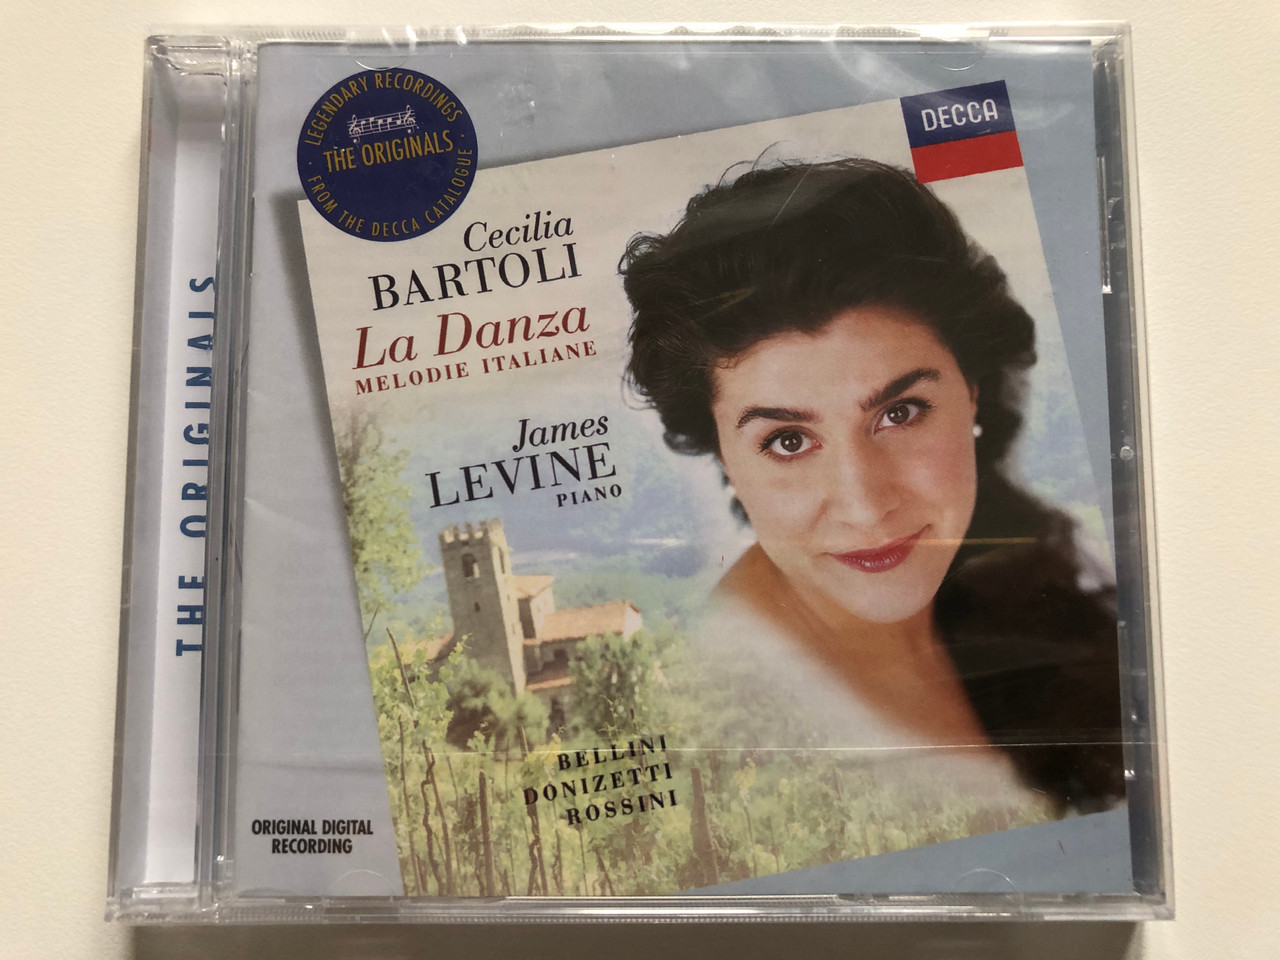 LEGENDARY RECORDINGS
THE ORIGINALS
FROM THE DECCA CATALOGUE
DECCA
Cecilia
BARTOLI
La Danza
MELODIE ITALIANE
James
LEVINE
PIANO
BELLINI
DONIZETTI
ROSSINI
ORIGINAL DIGITAL
RECORDING
THE ORIGINALS